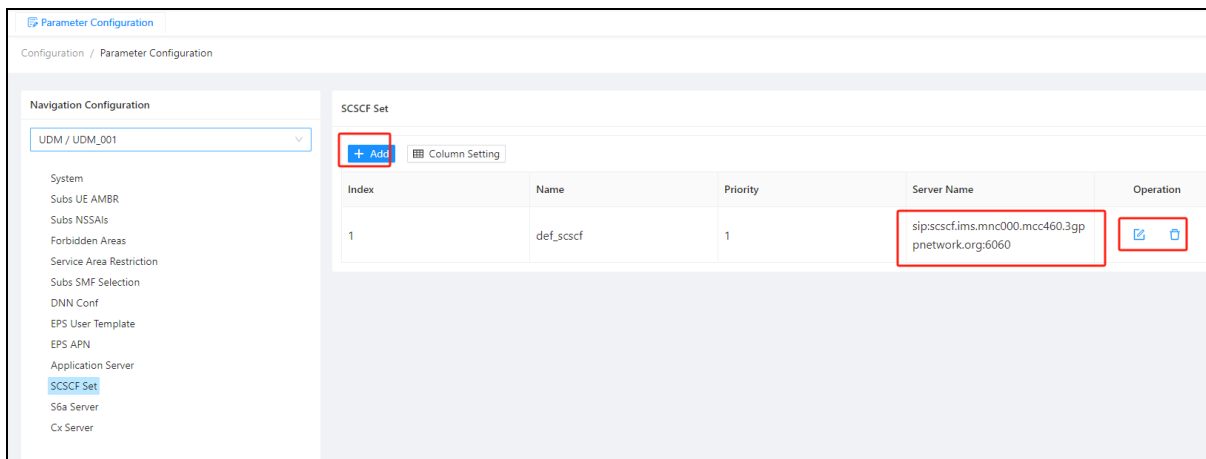 Parameter Configuration
Configuration / Parameter Configuration
Navigation Configuration
UDM / UDM_001
System
Subs UE AMBR
Subs NSSAIs
Forbidden Areas
Service Area Restriction
Subs SMF Selection
DNN Conf
EPS User Template
EPS APN
Application Server
SCSCF Set
S6a Server
Cx Server
SCSCF Set
+ Add Column Setting
Index Name Priority Server Name Operation
1 def_scscf 1 sip:scscf.ims.mnc000.mcc460.3gp
pnetwork.org:6060